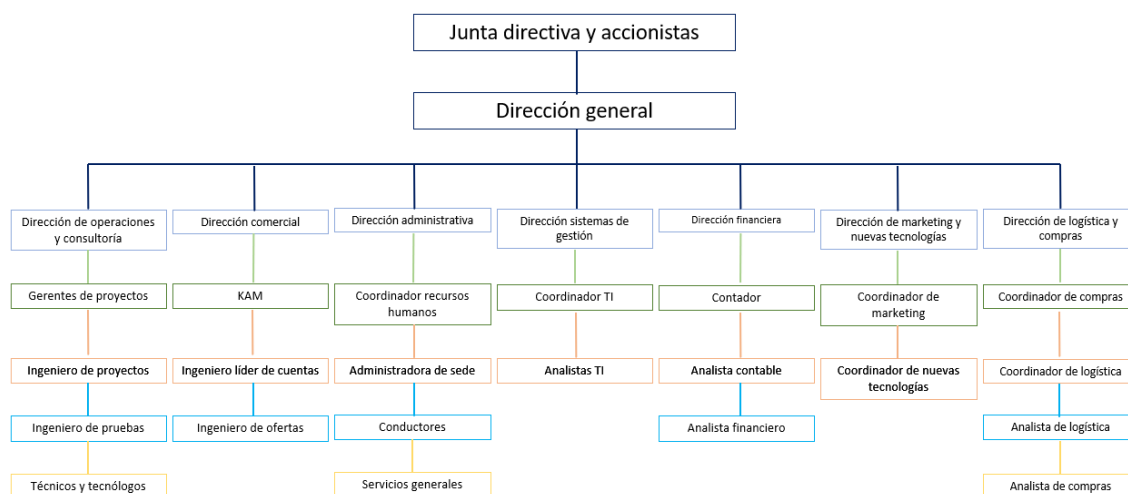 Junta directiva y accionistas
Dirección general
Dirección de operaciones
y consultoría
Dirección comercial
Dirección administrativa
Dirección sistemas de
gestión
Dirección financiera
Dirección de marketing y
nuevas tecnologías
Dirección de logística y
compras
Gerentes de proyectos
KAM
Coordinador recursos
humanos
Coordinador TI
Contador
Coordinador de
marketing
Coordinador de compras
Ingeniero de proyectos
Ingeniero líder de cuentas
Administradora de sede
Analistas TI
Analista contable
Coordinador de nuevas
tecnologías
Coordinador de logística
Ingeniero de pruebas
Ingeniero de ofertas
Conductores
Analista financiero
Analista de logística
Técnicos y tecnólogos
Servicios generales
Analista de compras